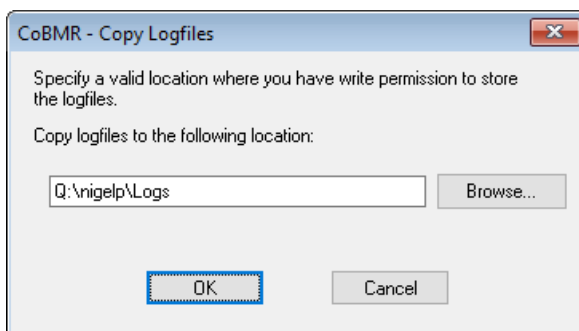 CoBMR - Copy Logfiles
Specify a valid location where you have write permission to store
the logfiles.
Copy logfiles to the following location:
Q:\nigelp\Logs
Browse...
OK
Cancel